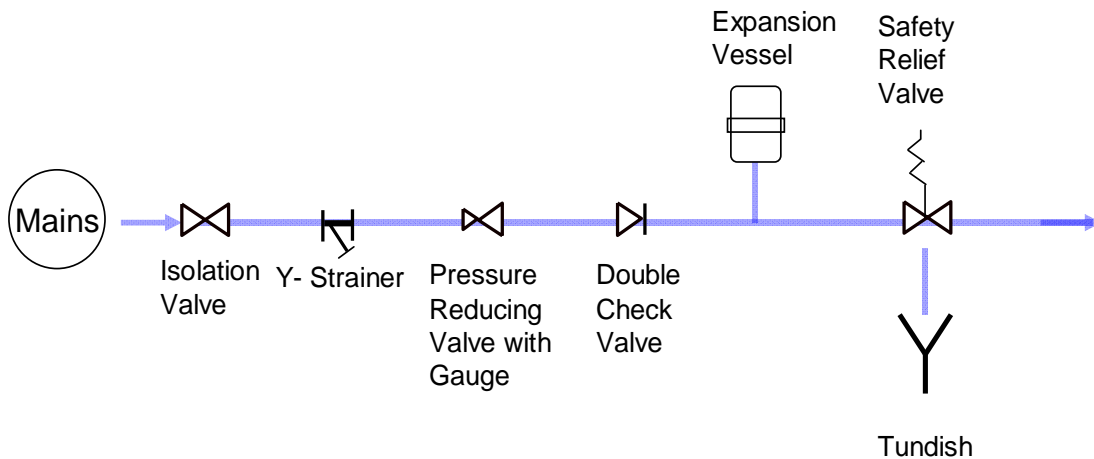 Expansion
Vessel
Safety
Relief
Valve
Mains
Isolation
Valve
Y- Strainer
Pressure
Reducing
Valve with
Gauge
Double
Check
Valve
Tundish